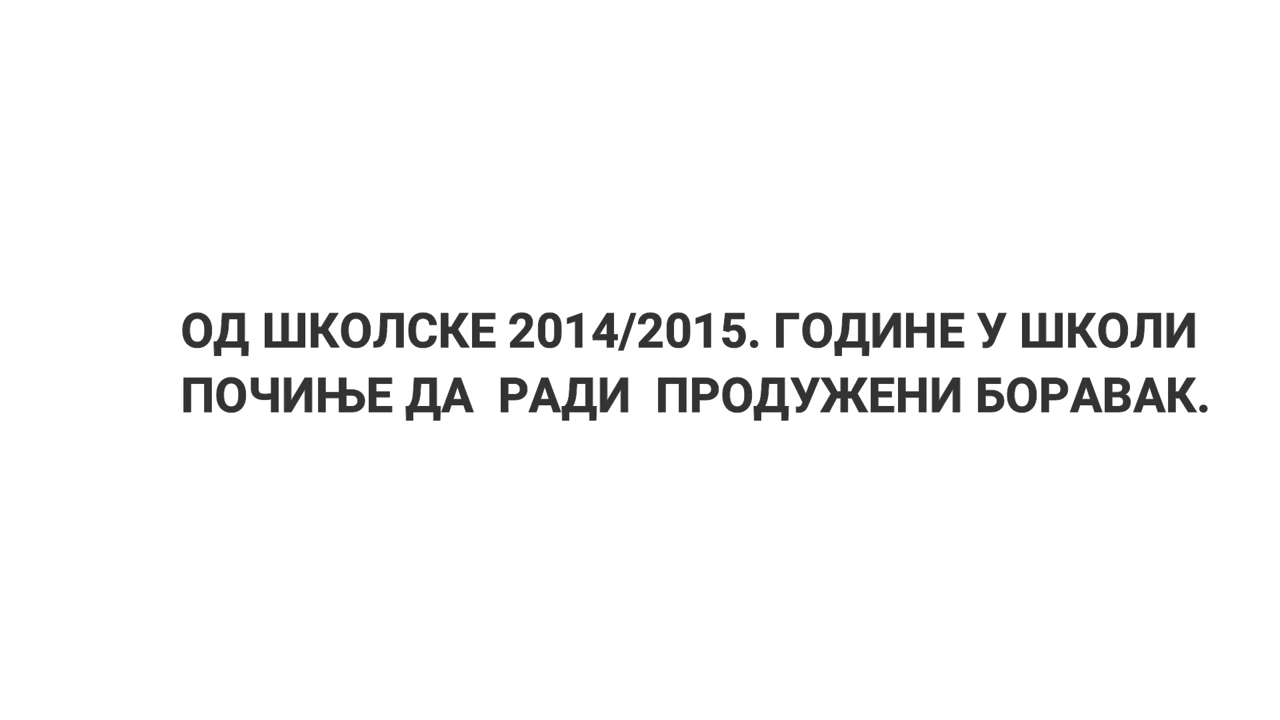 ОД ШКОЛСКЕ 2014/2015. ГОДИНЕ У ШКОЛИ
ПОЧИЊЕ ДА  РАДИ  ПРОДУЖЕНИ БОРАВАК.